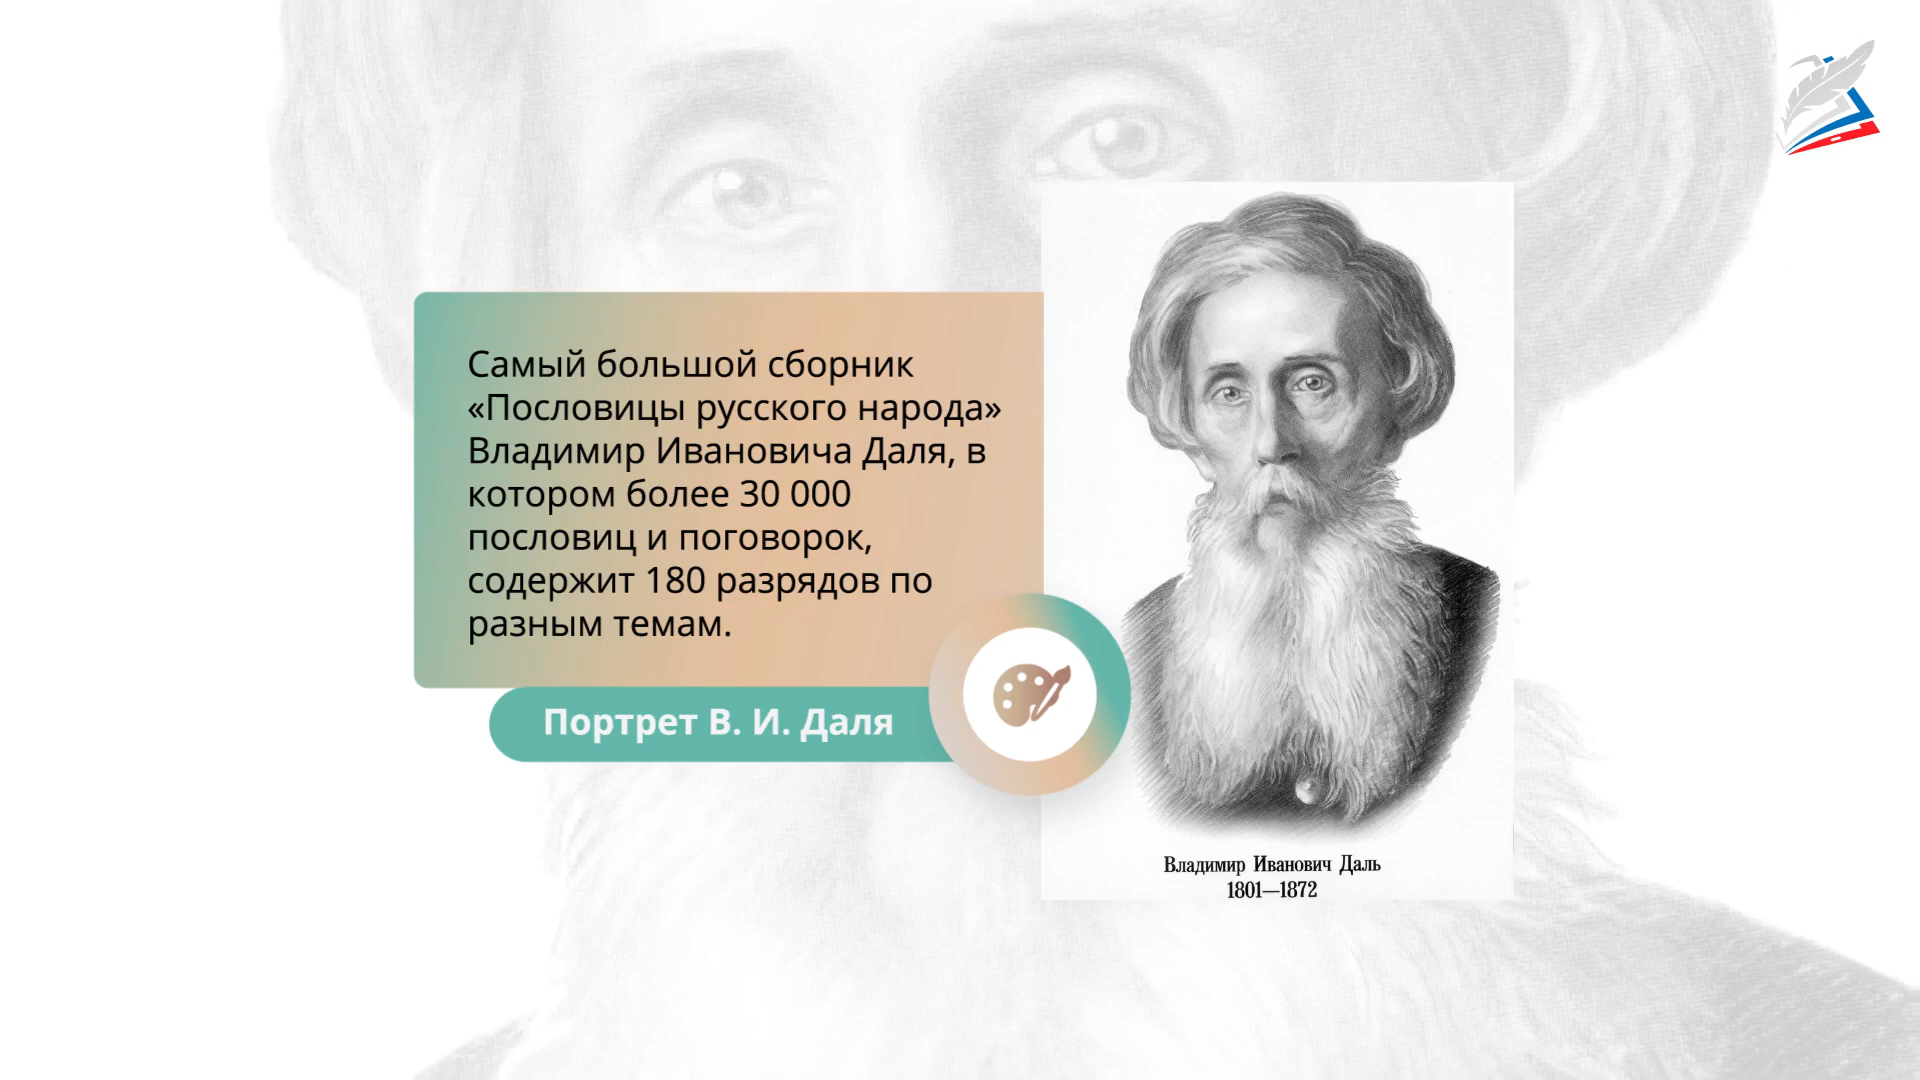 Самый большой сборник
«Пословицы русского народа»
Владимир Ивановича Даля, в
котором более 30 000
пословиц и поговорок,
содержит 180 разрядов по
разным темам.
Портрет В. И. Даля
Владимир Иванович Даль
1801—1872